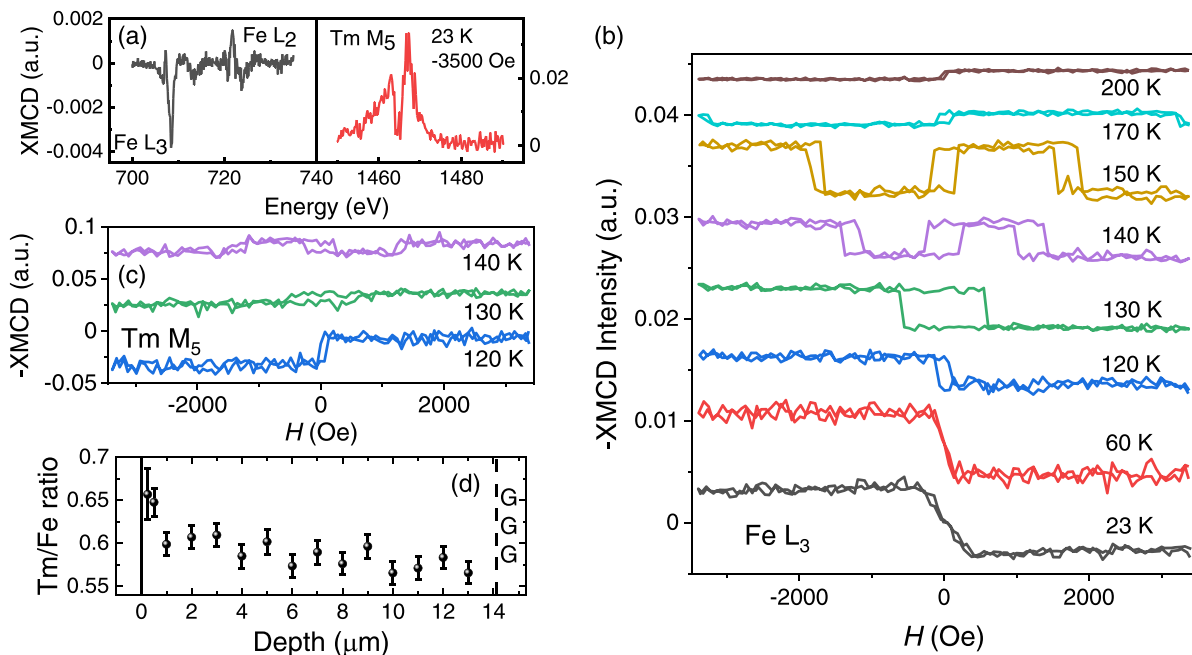 (a)
XMCD (a.u.)
0.002
0
-0.002
-0.004
Fe L2
Fe L3
Tm M5
23 K
-3500 Oe
0.02
0
700
720
740
1460
1480
Energy (eV)
(c)
-XMCD (a.u.)
0.1
0.05
0
-0.05
140 K
130 K
Tm M5
120 K
-2000
0
2000
H (Oe)
(d)
Tm/Fe ratio
0.7
0.65
0.6
0.55
G
G
G
0
2
4
6
8
10
12
14
Depth (μm)
(b)
-XMCD Intensity (a.u.)
0.04
0.03
0.02
0.01
0
200 K
170 K
150 K
140 K
130 K
120 K
60 K
23 K
Fe L3
-2000
0
2000
H (Oe)